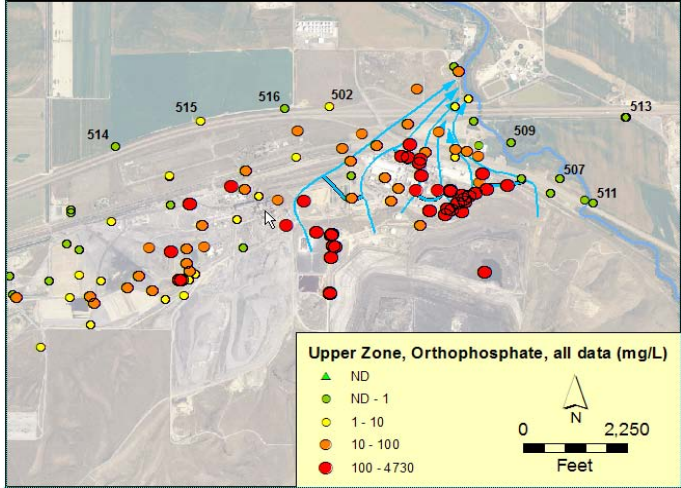 502
516
515
513
514
509
507
511
Upper Zone, Orthophosphate, all data (mg/L)
ND
ND - 1
1 - 10
10 - 100
100 - 4730
N
0 2,250
Feet